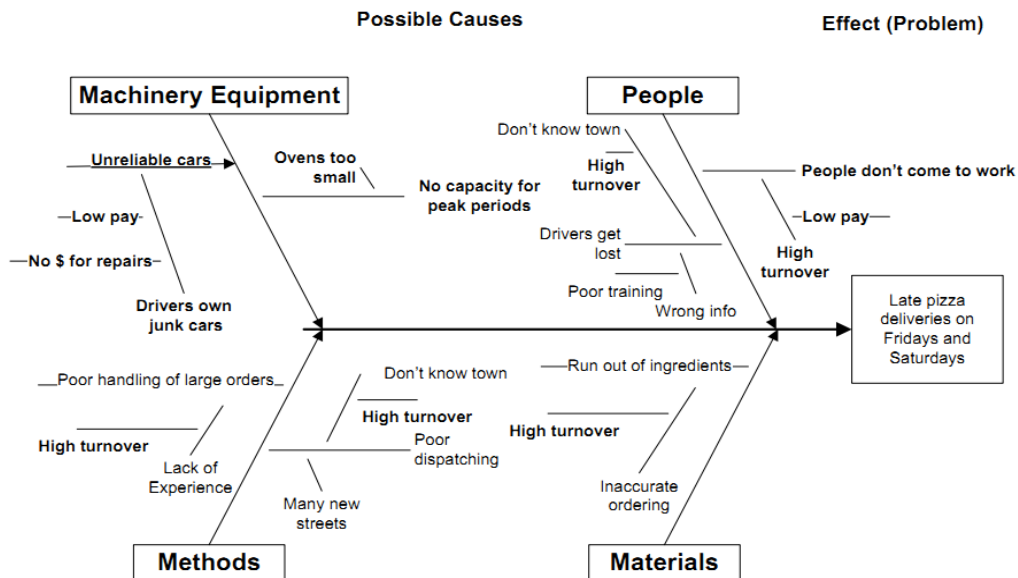 Possible Causes
Effect (Problem)
Machinery Equipment
People
Unreliable cars
Ovens too
small
No capacity for
peak periods
Low pay
No $ for repairs
Drivers own
junk cars
Don’t know town
High
turnover
People don’t come to work
Low pay
High
turnover
Drivers get
lost
Poor training
Wrong info
Late pizza
deliveries on
Fridays and
Saturdays
Poor handling of large orders
High turnover
Lack of
Experience
Don’t know town
High turnover
Poor
dispatching
Many new
streets
Run out of ingredients
High turnover
Inaccurate
ordering
Methods
Materials